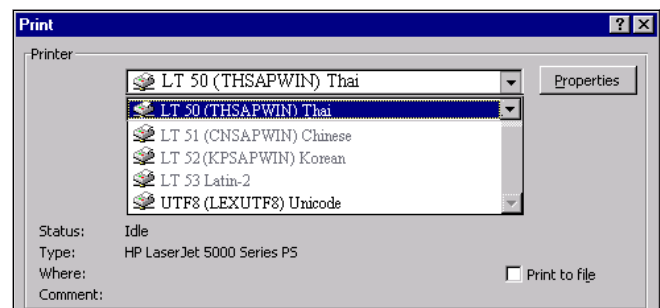 Print
Printer
LT 50 (THSAPWIN) Thai
Properties
LT 50 (THSAPWIN) Thai
LT 51 (CNSAPWIN) Chinese
LT 52(KPSAPWIN) Korean
LT 53 Latin-2
UTF8 (LEXUTF8) Unicode
Status: Idle
Type: HP LaserJet 5000 Series PS
Where:
Print to file
Comment: